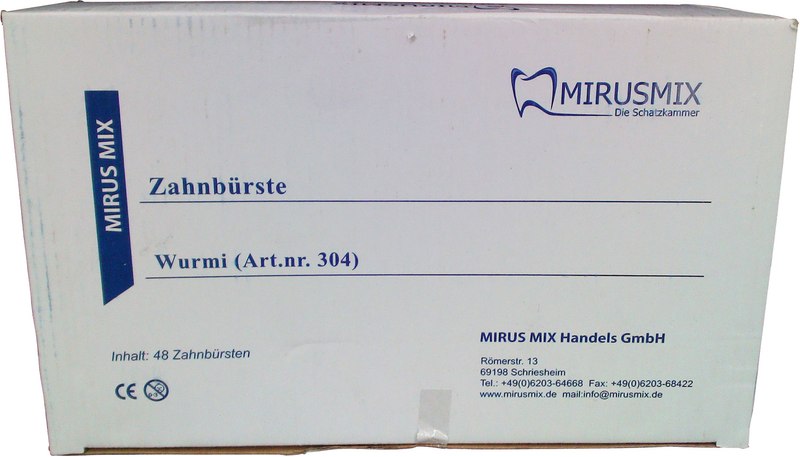 MIRUSMIX
Die Schatzkammer
MIRUS MIX
Zahnbürste
Wurmi (Art.nr. 304)
Inhalt: 48 Zahnbürsten
CE
MIRUS MIX Handels GmbH
Römerstr. 13
69198 Schriesheim
Tel.: +49(0)6203-64668 Fax: +49(0)6203-68422
www.mirusmix.de mail:info@mirusmix.de